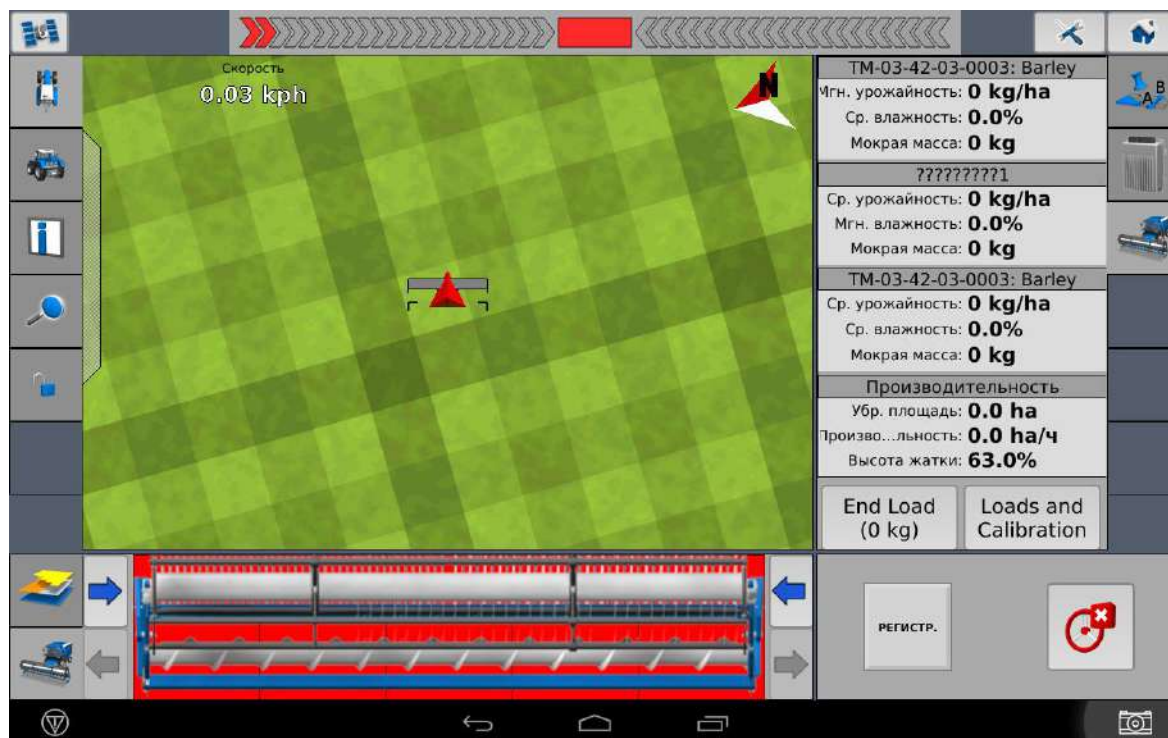 Скорость
0.03 kph
N
TM-03-42-03-0003: Barley
Мгн. урожайность: 0 kg/ha
Ср. влажность: 0.0%
Мокрая масса: 0 kg
?????????1
Ср. урожайность: 0 kg/ha
Мгн. влажность: 0.0%
Мокрая масса: 0 kg
TM-03-42-03-0003: Barley
Ср. урожайность: 0 kg/ha
Ср. влажность: 0.0%
Мокрая масса: 0 kg
Производительность
Убр. площадь: 0.0 ha
Произво...льность: 0.0 ha/ч
Высота жатки: 63.0%
End Load
(0 kg)
Loads and
Calibration
A B
РЕГИСТР.